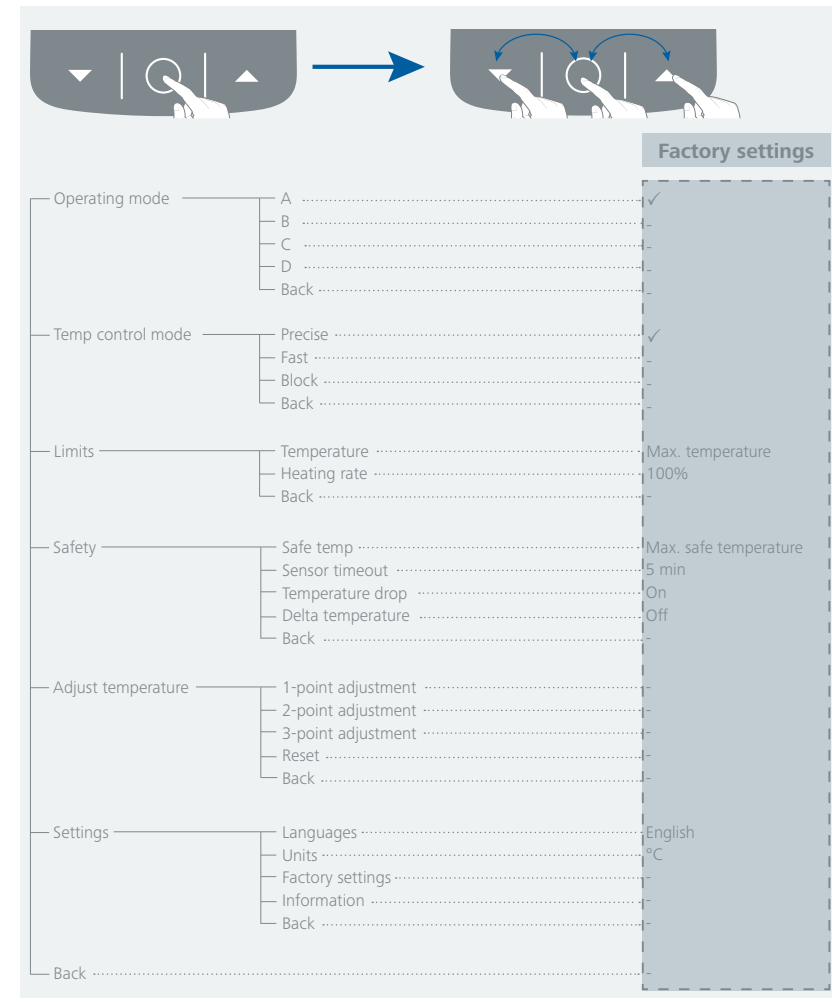 Factory settings
Operating mode A ✓
B -
C -
D -
Back -
Temp control mode Precise ✓
Fast -
Block -
Back -
Limits Temperature Max. temperature
Heating rate 100%
Back -
Safety Safe temp Max. safe temperature
Sensor timeout 5 min
Temperature drop On
Delta temperature Off
Back -
Adjust temperature 1-point adjustment -
2-point adjustment -
3-point adjustment -
Reset -
Back -
Settings Languages English
Units °C
Factory settings -
Information -
Back -
Back -